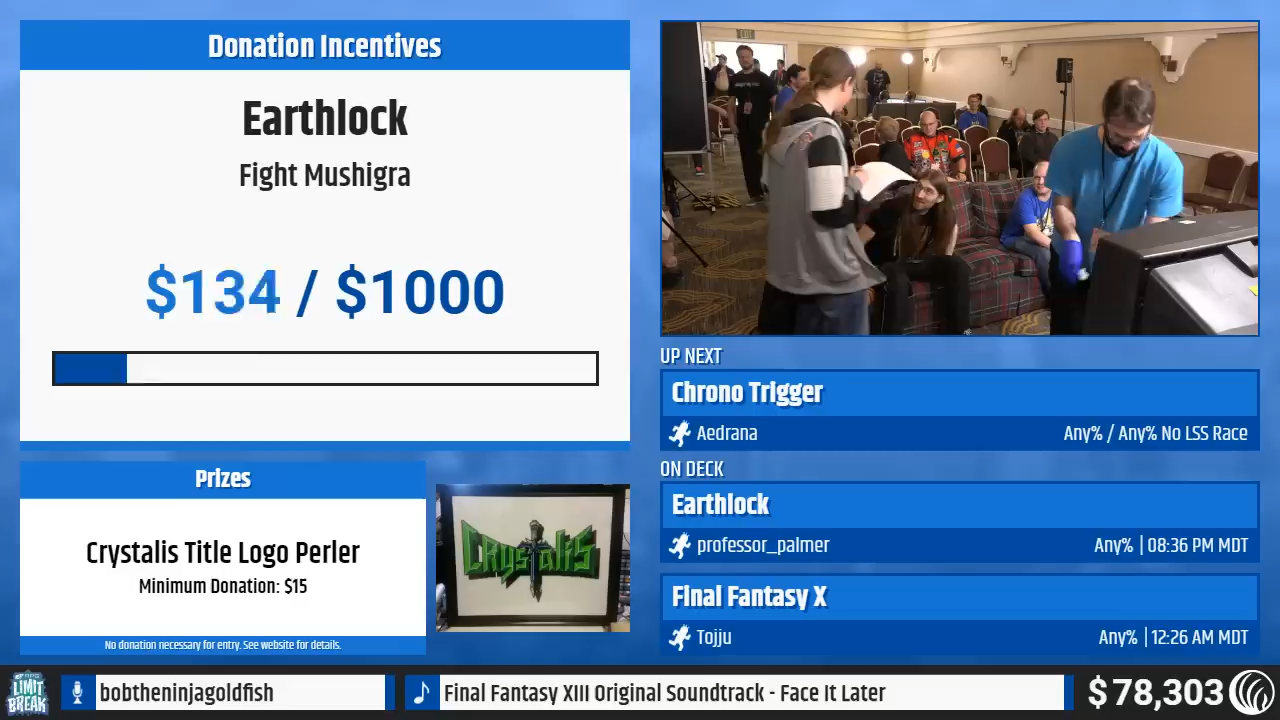 Donation Incentives
Earthlock
Fight Mushigra
$134 / $1000
Prizes
Crystalis Title Logo Perler
Minimum Donation: $15
No donation necessary for entry. See website for details.
Crystalis
UP NEXT
Chrono Trigger
Aedrana
Any% / Any% No LSS Race
ON DECK
Earthlock
professor_palmer
Any% | 08:36 PM MDT
Final Fantasy X
Tojju
Any% | 12:26 AM MDT
LIMIT
BREAK
bobtheninjagoldfish
Final Fantasy XIII Original Soundtrack - Face It Later
$78,303